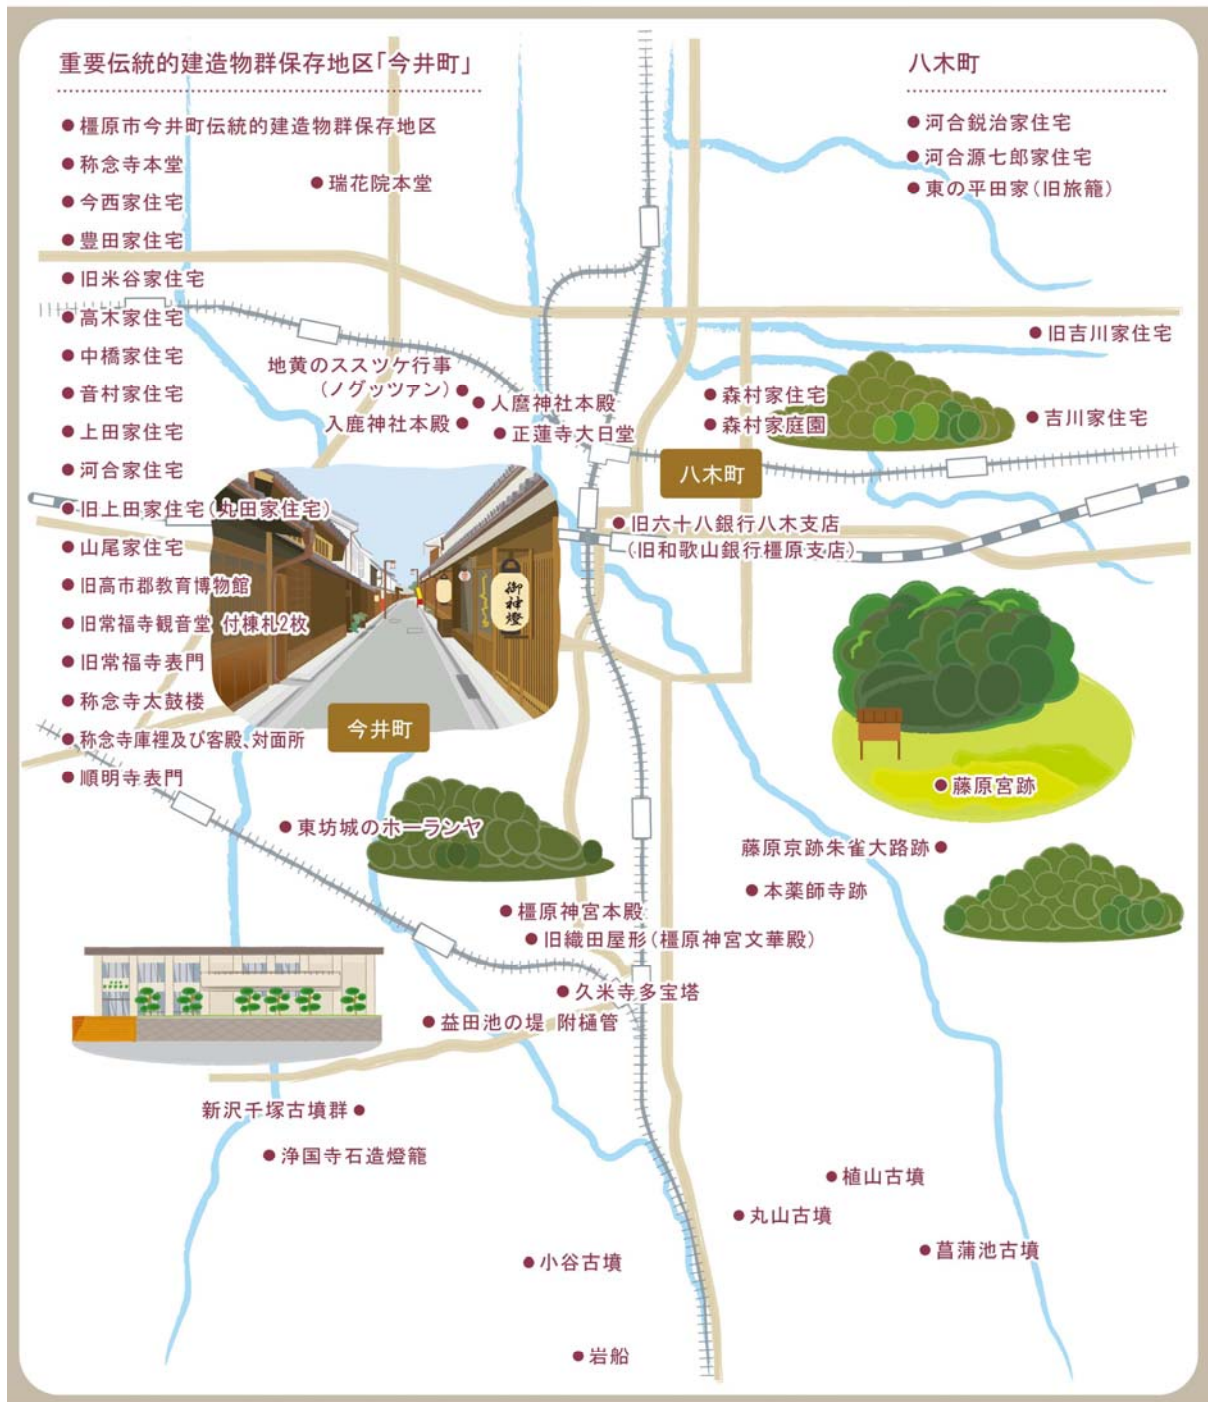 重要伝統的建造物群保存地区「今井町」
●橿原市今井町伝統的建造物群保存地区
●称念寺本堂
●今西家住宅
●豊田家住宅
●旧米谷家住宅
●高木家住宅
●中橋家住宅
●音村家住宅
●上田家住宅
●河合家住宅
●旧上田家住宅(丸田家住宅)
●山尾家住宅
●旧高市郡教育博物館
●旧常福寺観音堂 付棟札2枚
●旧常福寺表門
●称念寺太鼓楼
●称念寺庫裡及び客殿、対面所
●順明寺表門
八木町
●河合鋭治家住宅
●河合源七郎家住宅
●東の平田家(旧旅籠)
●瑞花院本堂
●旧吉川家住宅
地黄のススツケ行事
(ノグッツァン)●
●人麿神社本殿
入鹿神社本殿●
●正蓮寺大日堂
●森村家住宅
●森村家庭園
●吉川家住宅
八木町
●旧六十八銀行八木支店
(旧和歌山銀行橿原支店)
御神燈
今井町
●藤原宮跡
●東坊城のホーランヤ
藤原京跡朱雀大路跡●
●本薬師寺跡
●橿原神宮本殿
●旧織田屋形(橿原神宮文華殿)
●久米寺多宝塔
●益田池の堤 附樋管
新沢千塚古墳群●
●浄国寺石造燈籠
●植山古墳
●丸山古墳
●菖蒲池古墳
●小谷古墳
●岩船